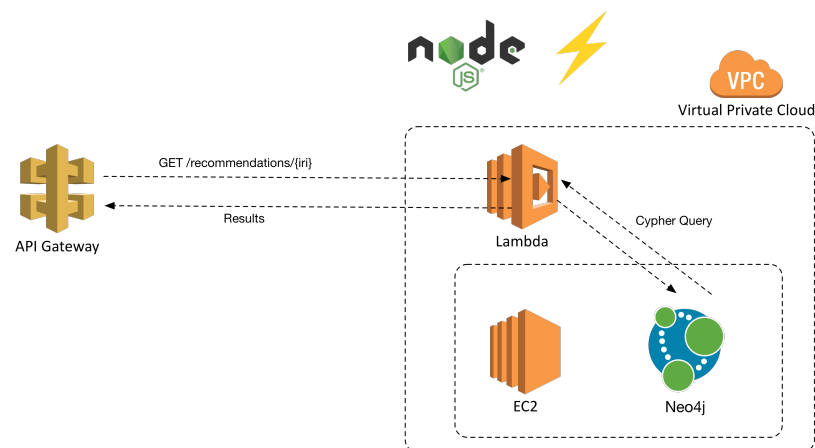 node
JS
VPC
Virtual Private Cloud
GET /recommendations/{iri}
Results
API Gateway
Lambda
Cypher Query
EC2
Neo4j